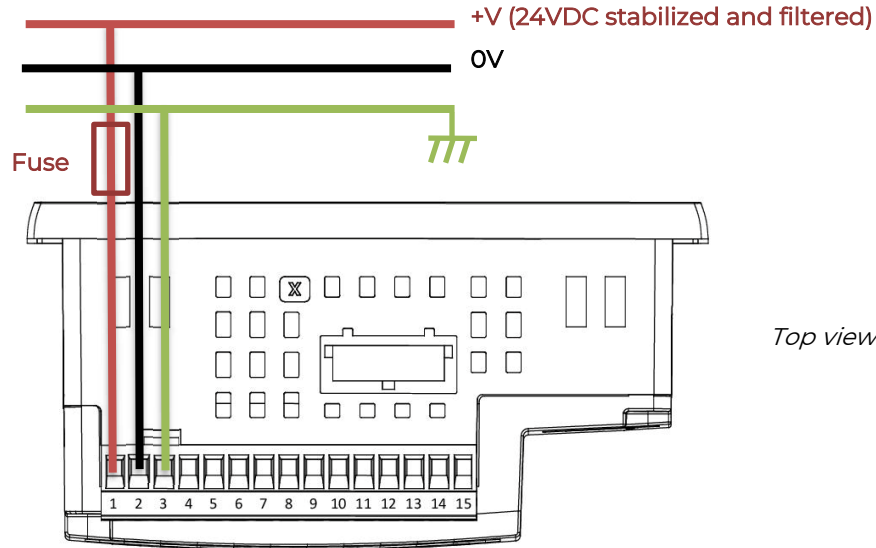 +V (24VDC stabilized and filtered)
0V
Fuse
X
Top view
1 2 3 4 5 6 7 8 9 10 11 12 13 14 15